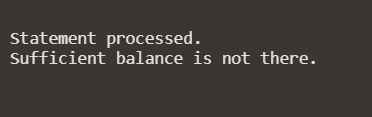 Statement processed.
Sufficient balance is not there.